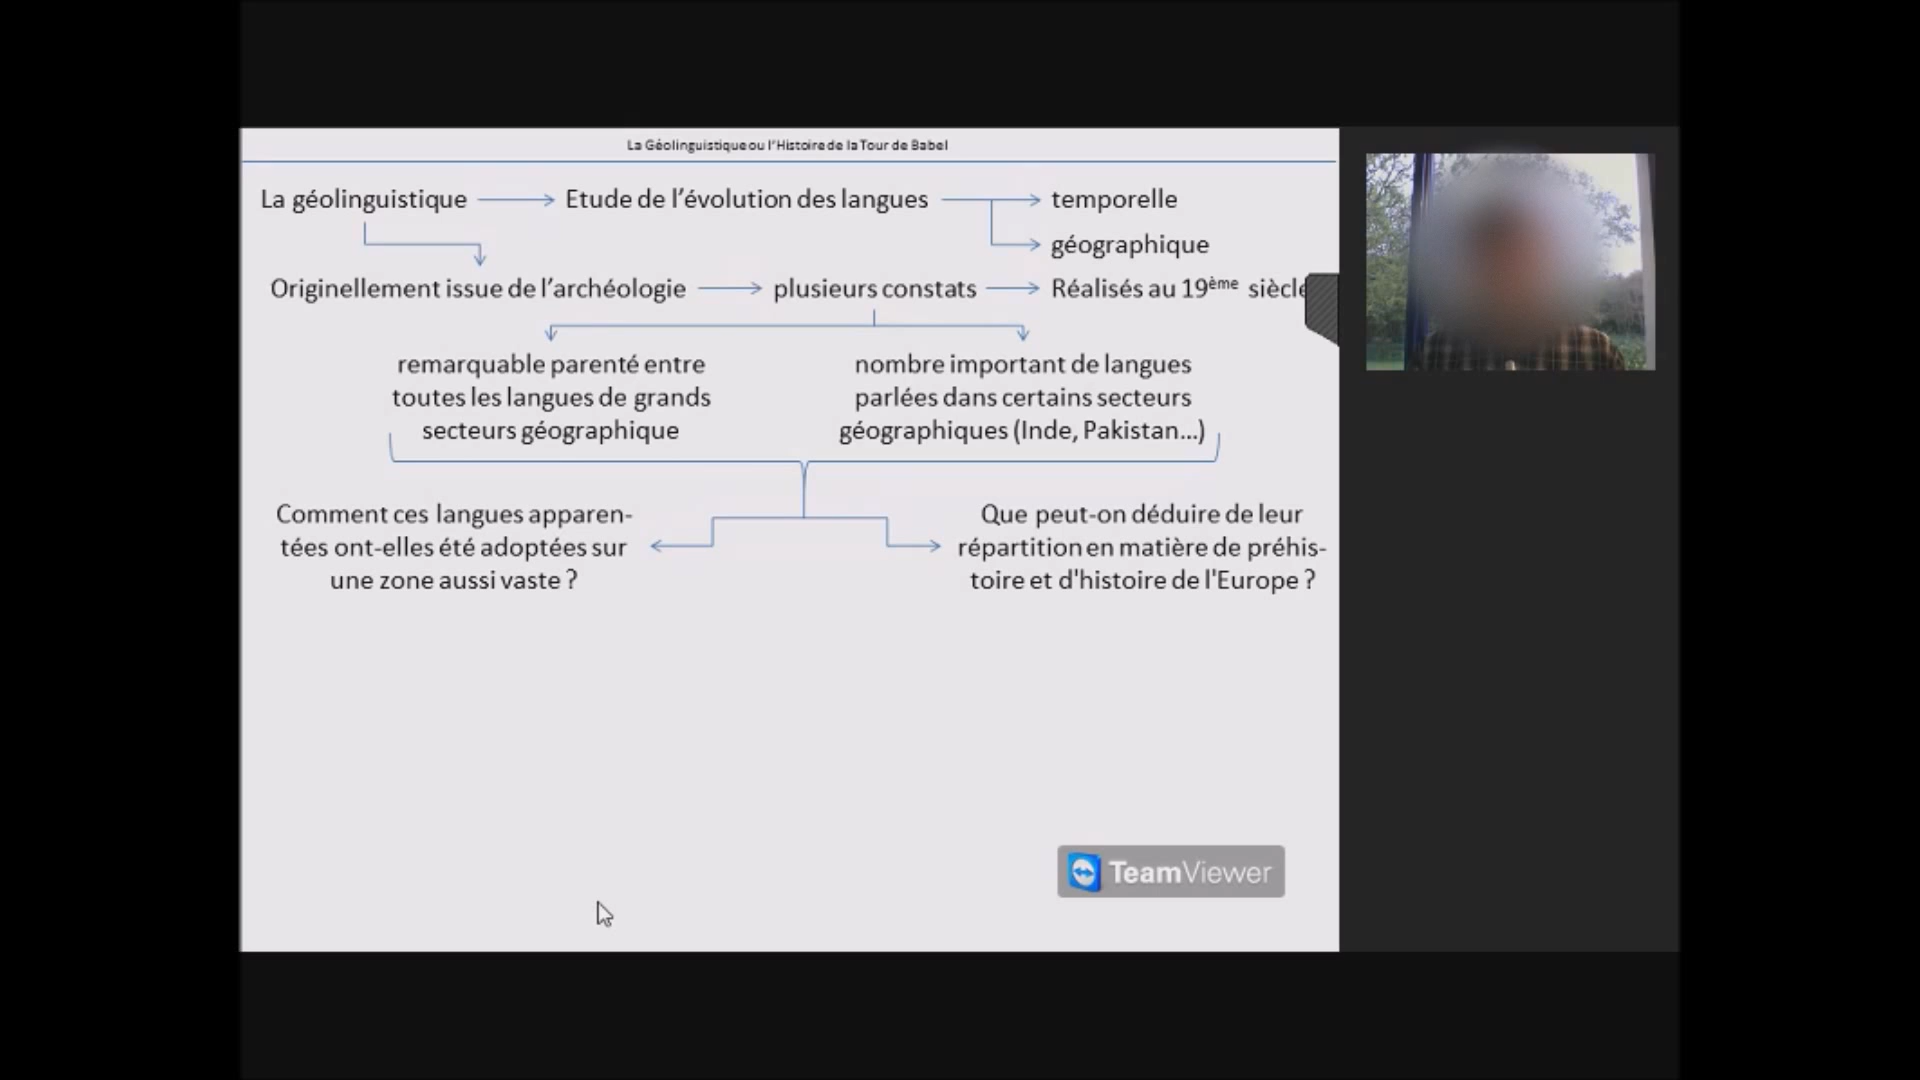 La Géolinguistique ou l'Histoire de la Tour de Babel
La géolinguistique Etude de l’évolution des langues temporelle
géographique
Originellement issue de l’archéologie plusieurs constats Réalisés au 19ème siècle
remarquable parenté entre
toutes les langues de grands
secteurs géographique
nombre important de langues
parlées dans certains secteurs
géographiques (Inde, Pakistan...)
Comment ces langues apparen-
tées ont-elles été adoptées sur
une zone aussi vaste ?
Que peut-on déduire de leur
répartition en matière de préhis-
toire et d'histoire de l'Europe ?
TeamViewer